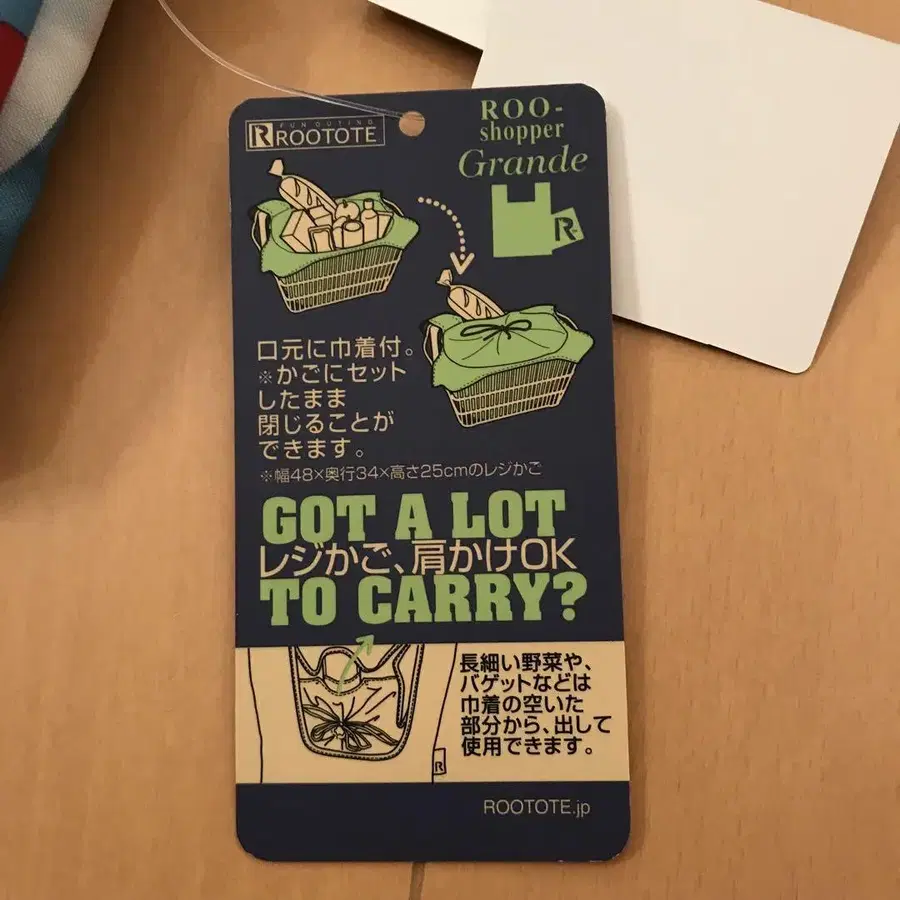 FUN OUTING
R ROOTOTE
ROO-
shopper
Grande
R
口元に巾着付。
※かごにセット
したまま
閉じることが
できます。
※幅48×奥行34×高さ25cmのレジかご
GOT A LOT
レジかご、肩かけOK
TO CARRY?
長細い野菜や、
バゲットなどは
巾着の空いた
部分から、出して
使用できます。
R
ROOTOTE.jp